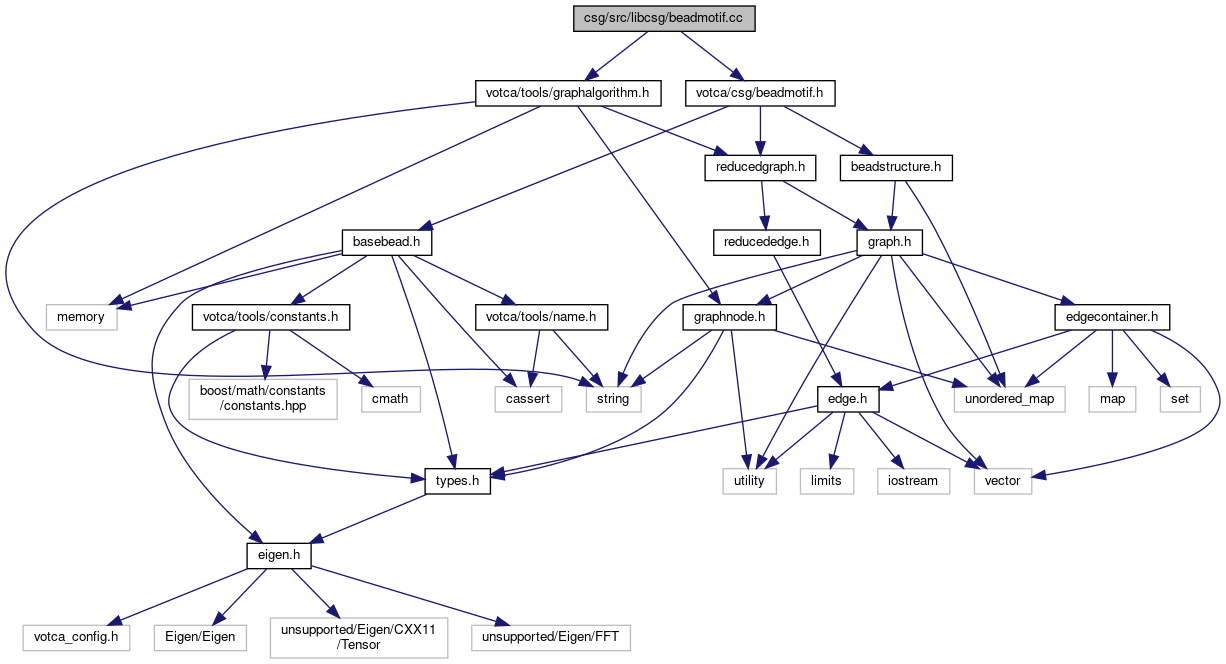 csg/src/libcsg/beadmotif.cc
votca/tools/graphalgorithm.h
votca/csg/beadmotif.h
reducedgraph.h
beadstructure.h
basebead.h
reducededge.h
graph.h
memory
votca/tools/constants.h
votca/tools/name.h
graphnode.h
edgecontainer.h
boost/math/constants
/constants.hpp
cmath
cassert
string
edge.h
unordered_map
map
set
types.h
utility
limits
iostream
vector
eigen.h
votca_config.h
Eigen/Eigen
unsupported/Eigen/CXX11
/Tensor
unsupported/Eigen/FFT